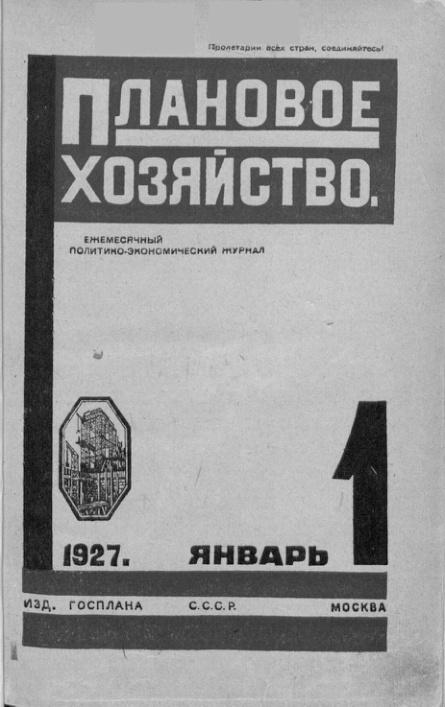 Пролетарии всех стран, соединяйтесь!
ПЛАНОВОЕ
ХОЗЯЙСТВО.
ЕЖЕМЕСЯЧНЫЙ
ПОЛИТИКО-ЭКОНОМИЧЕСКИЙ ЖУРНАЛ
1
1927. ЯНВАРЬ
ИЗД. ГОСПЛАНА С.С.С.Р. МОСКВА